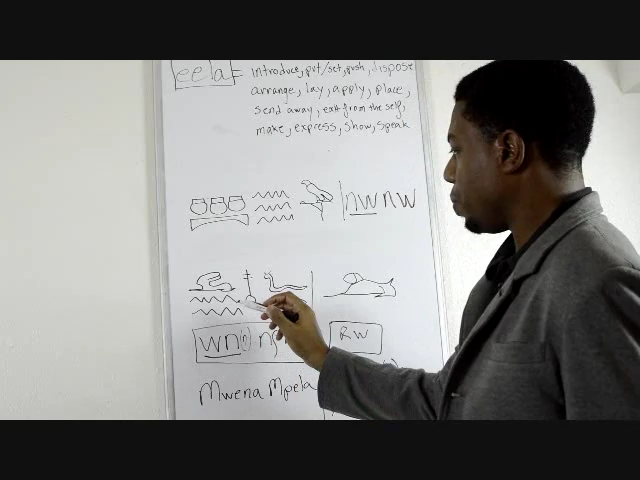 eela = introduce, put/set, push, dispose
arrange, lay, apply, place,
send away, exit from the self,
make, express, show, speak
nwnw
wn(i) n
RW
Mwena Mpela